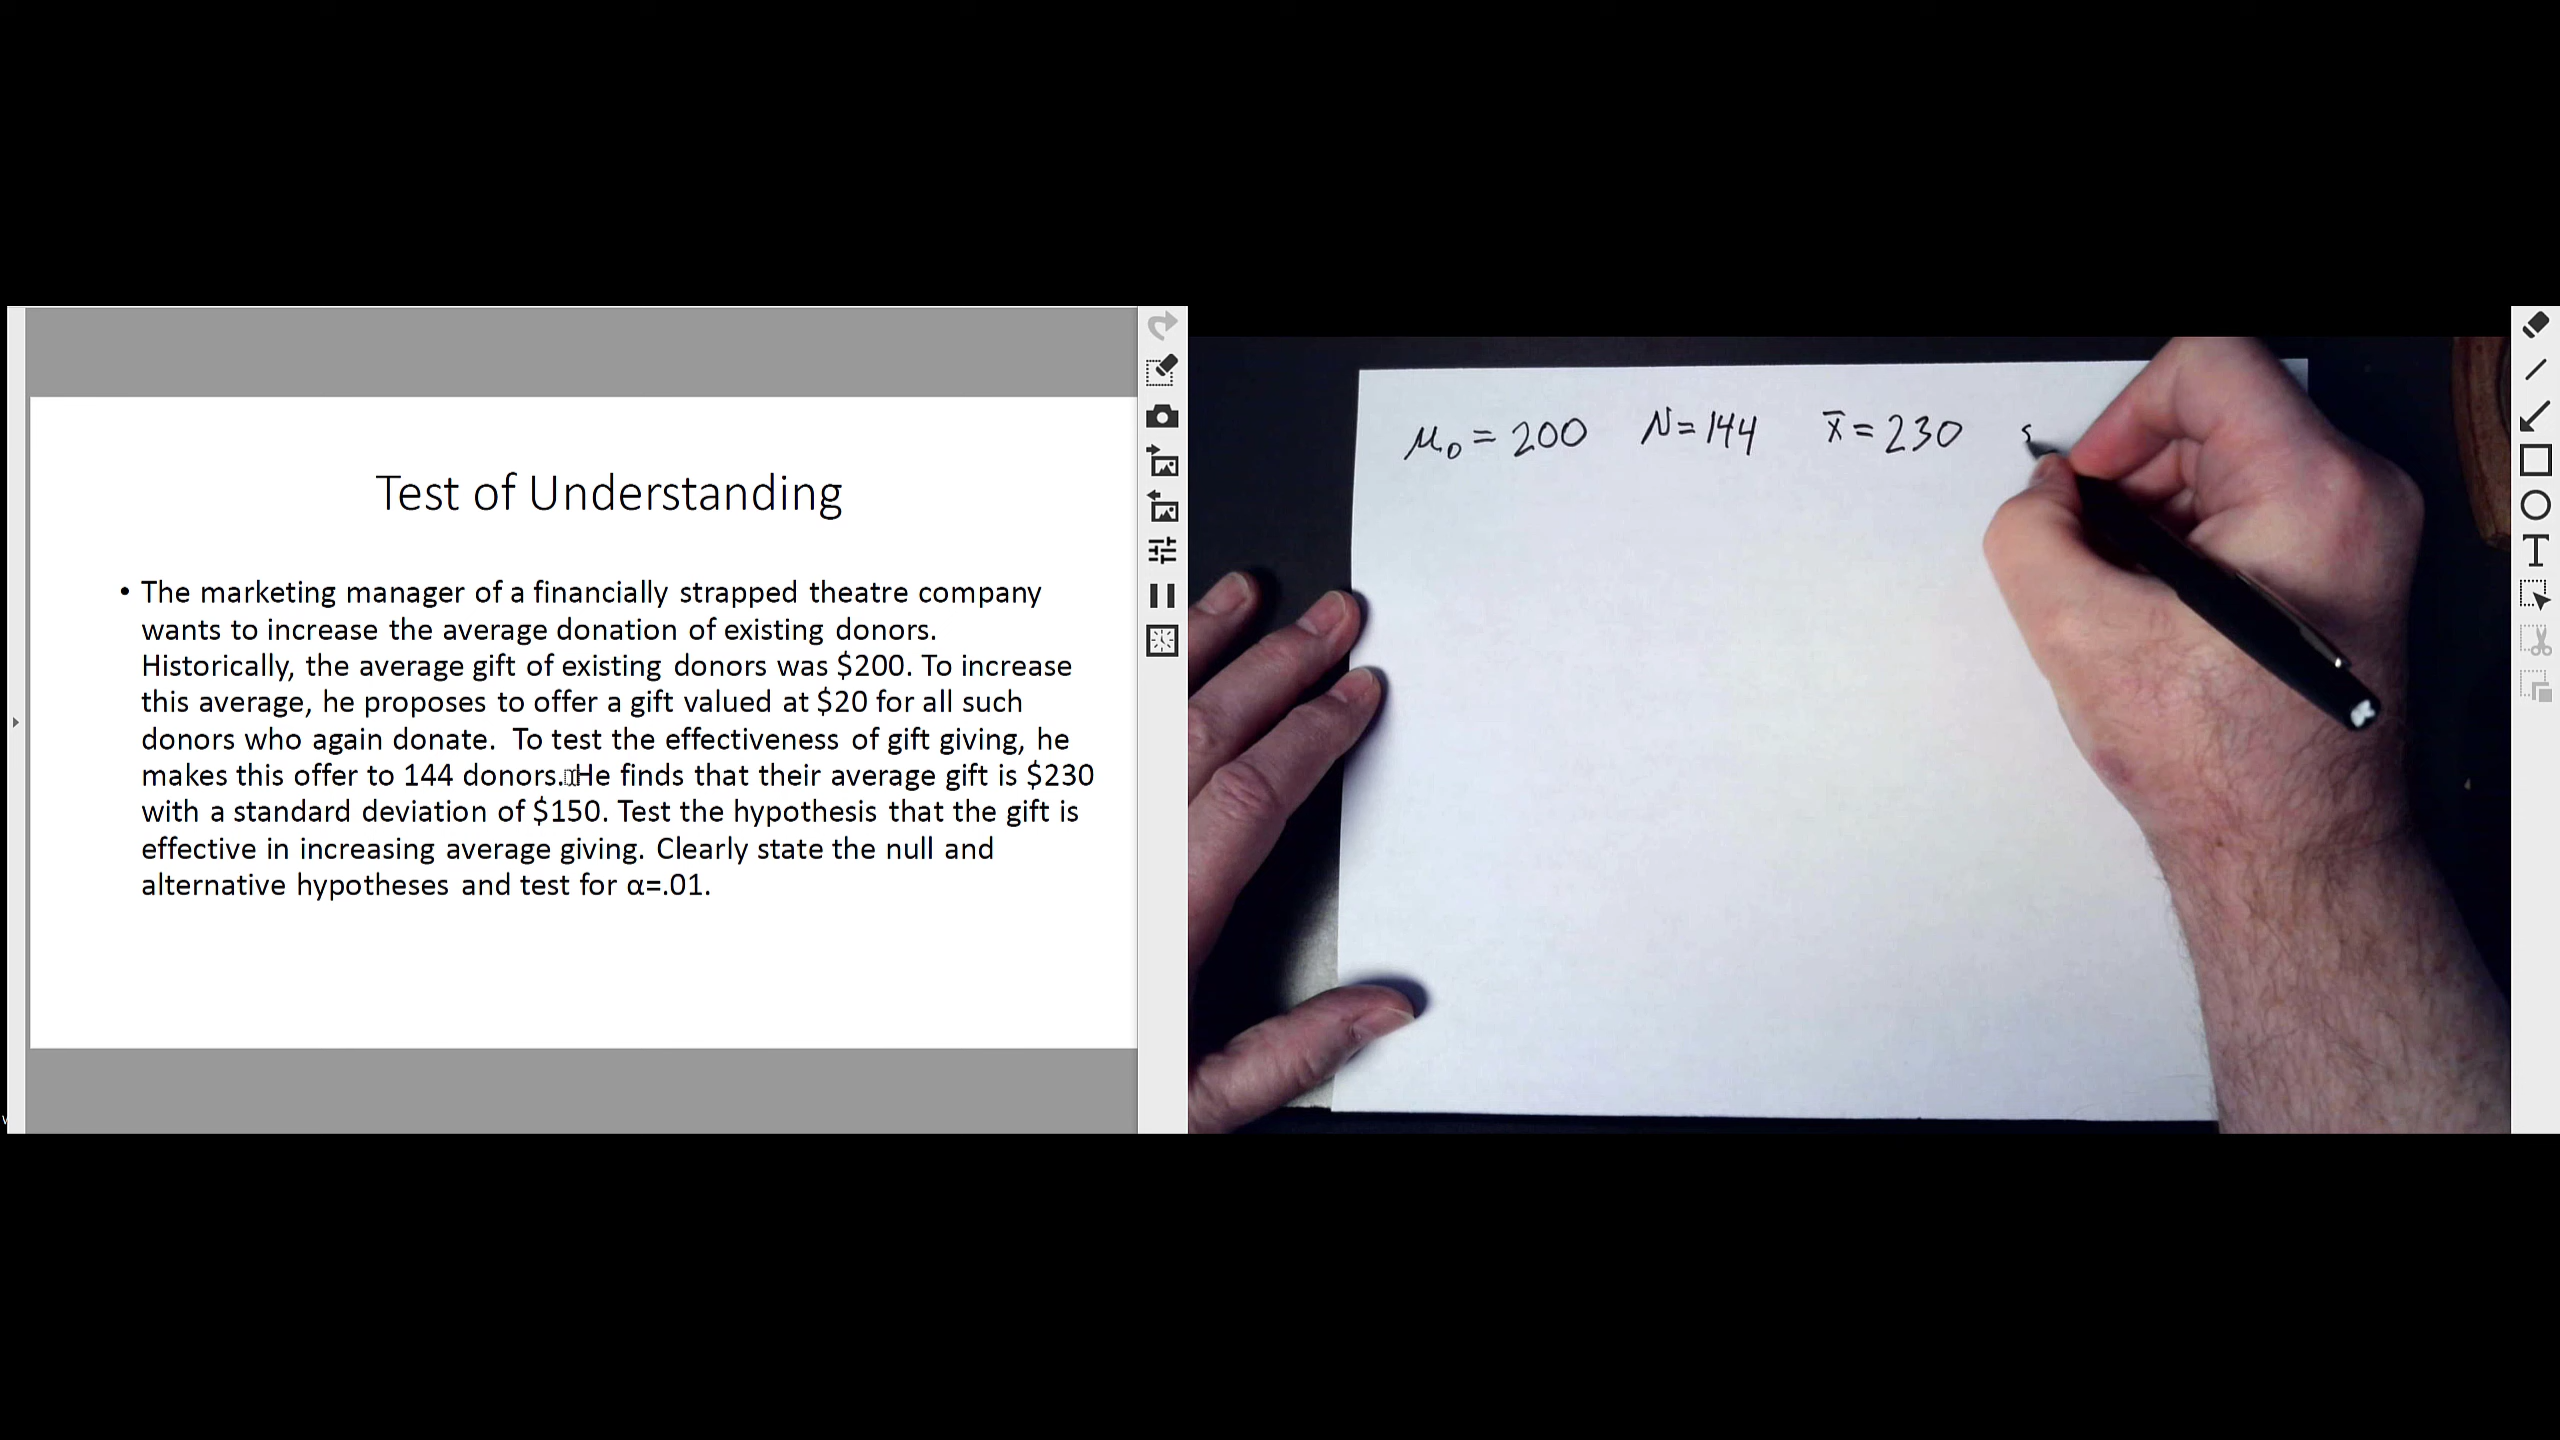 Test of Understanding
• The marketing manager of a financially strapped theatre company
wants to increase the average donation of existing donors.
Historically, the average gift of existing donors was $200. To increase
this average, he proposes to offer a gift valued at $20 for all such
donors who again donate. To test the effectiveness of gift giving, he
makes this offer to 144 donors. He finds that their average gift is $230
with a standard deviation of $150. Test the hypothesis that the gift is
effective in increasing average giving. Clearly state the null and
alternative hypotheses and test for α=.01.
μ₀ = 200 N=144 x̄ = 230 s
T